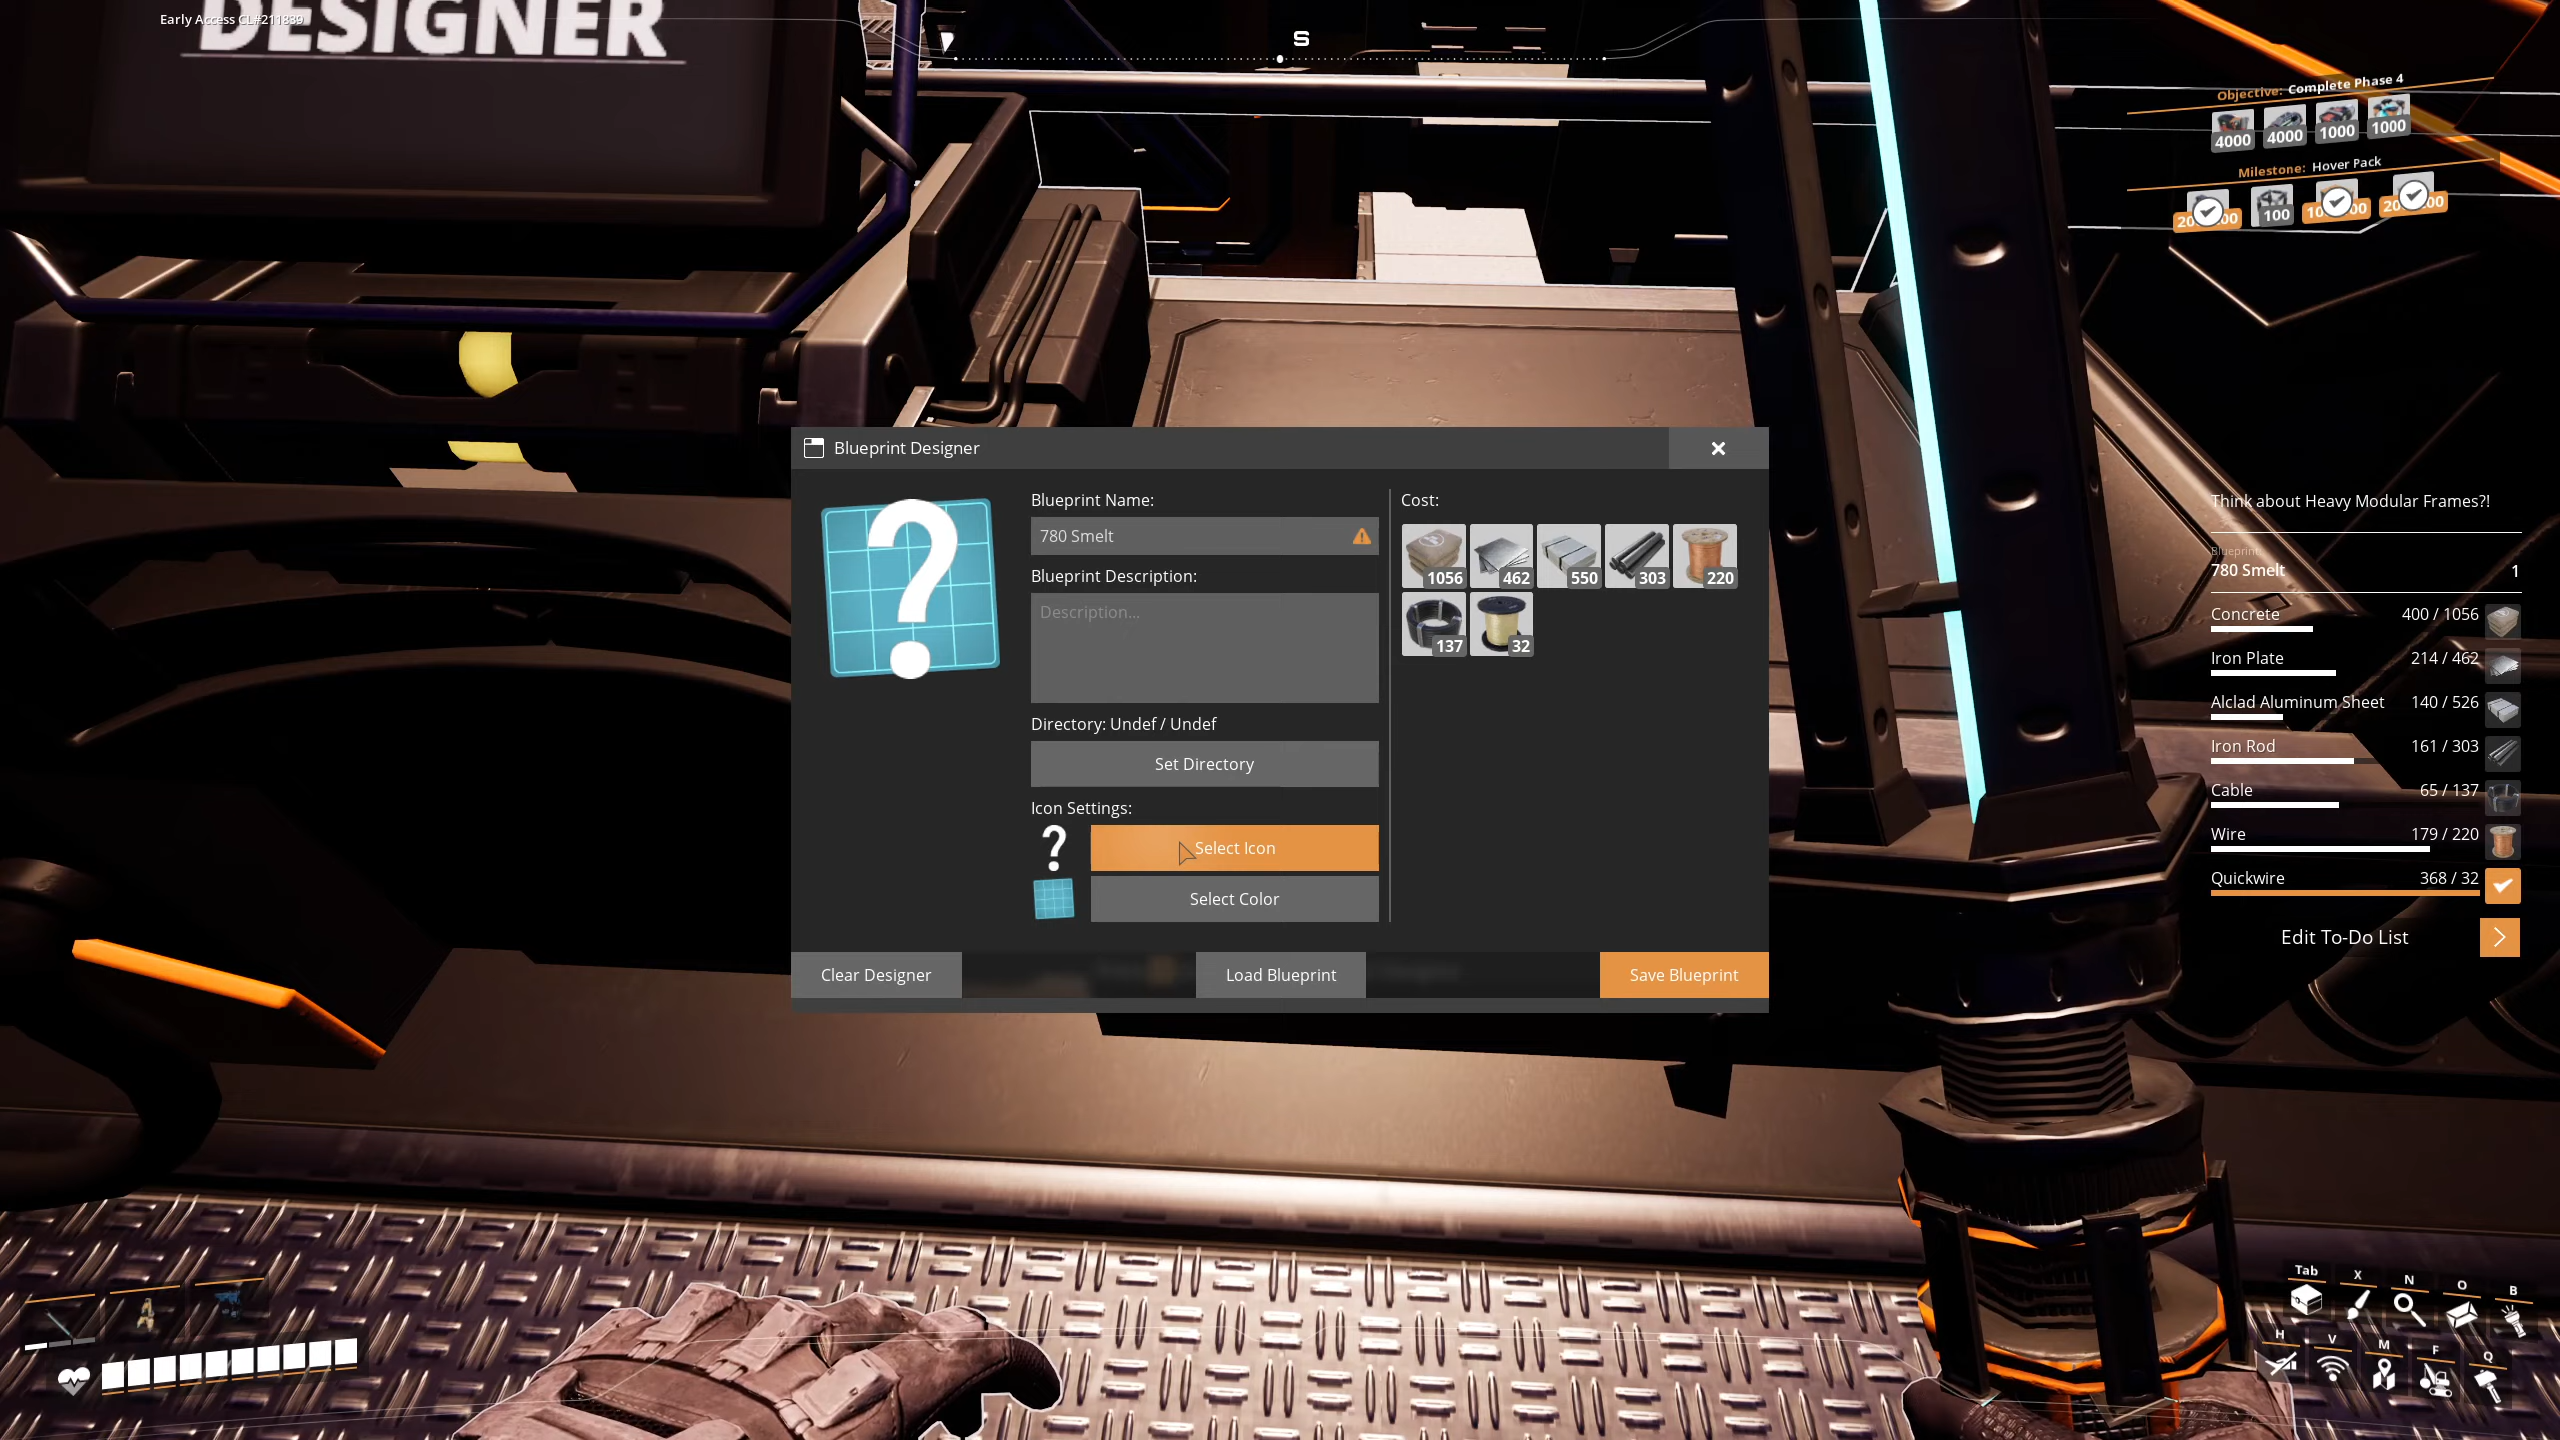 Early Access CL#211839
DESIGNER
S
Objective: Complete Phase 4
4000 4000 1000 1000
Milestone: Hover Pack
100
Blueprint Designer
Blueprint Name:
780 Smelt
Blueprint Description:
Description...
Directory: Undef / Undef
Set Directory
Icon Settings:
Select Icon
Select Color
Cost:
1056 462 550 303 220
137 32
Clear Designer
Load Blueprint
Save Blueprint
Think about Heavy Modular Frames?!
Blueprint:
780 Smelt 1
Concrete 400 / 1056
Iron Plate 214 / 462
Alclad Aluminum Sheet 140 / 526
Iron Rod 161 / 303
Cable 65 / 137
Wire 179 / 220
Quickwire 368 / 32
Edit To-Do List
Tab X N O B
H V M F Q